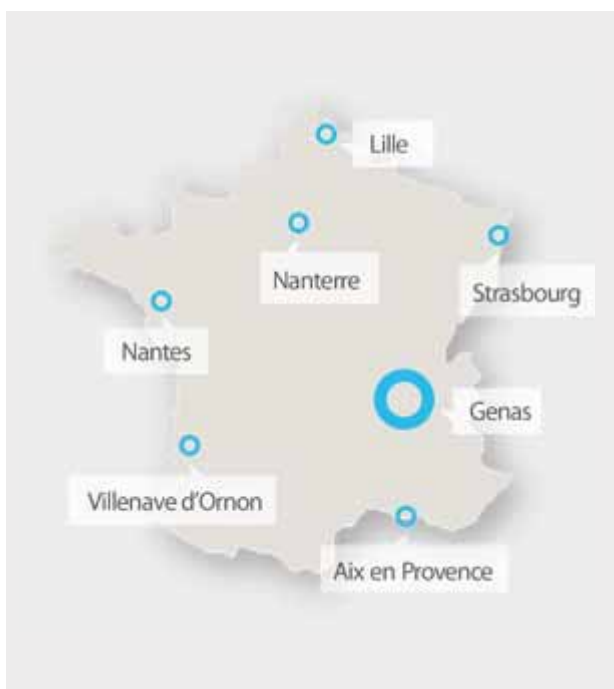 Lille
Nanterre
Strasbourg
Nantes
Genas
Villenave d'Ornon
Aix en Provence